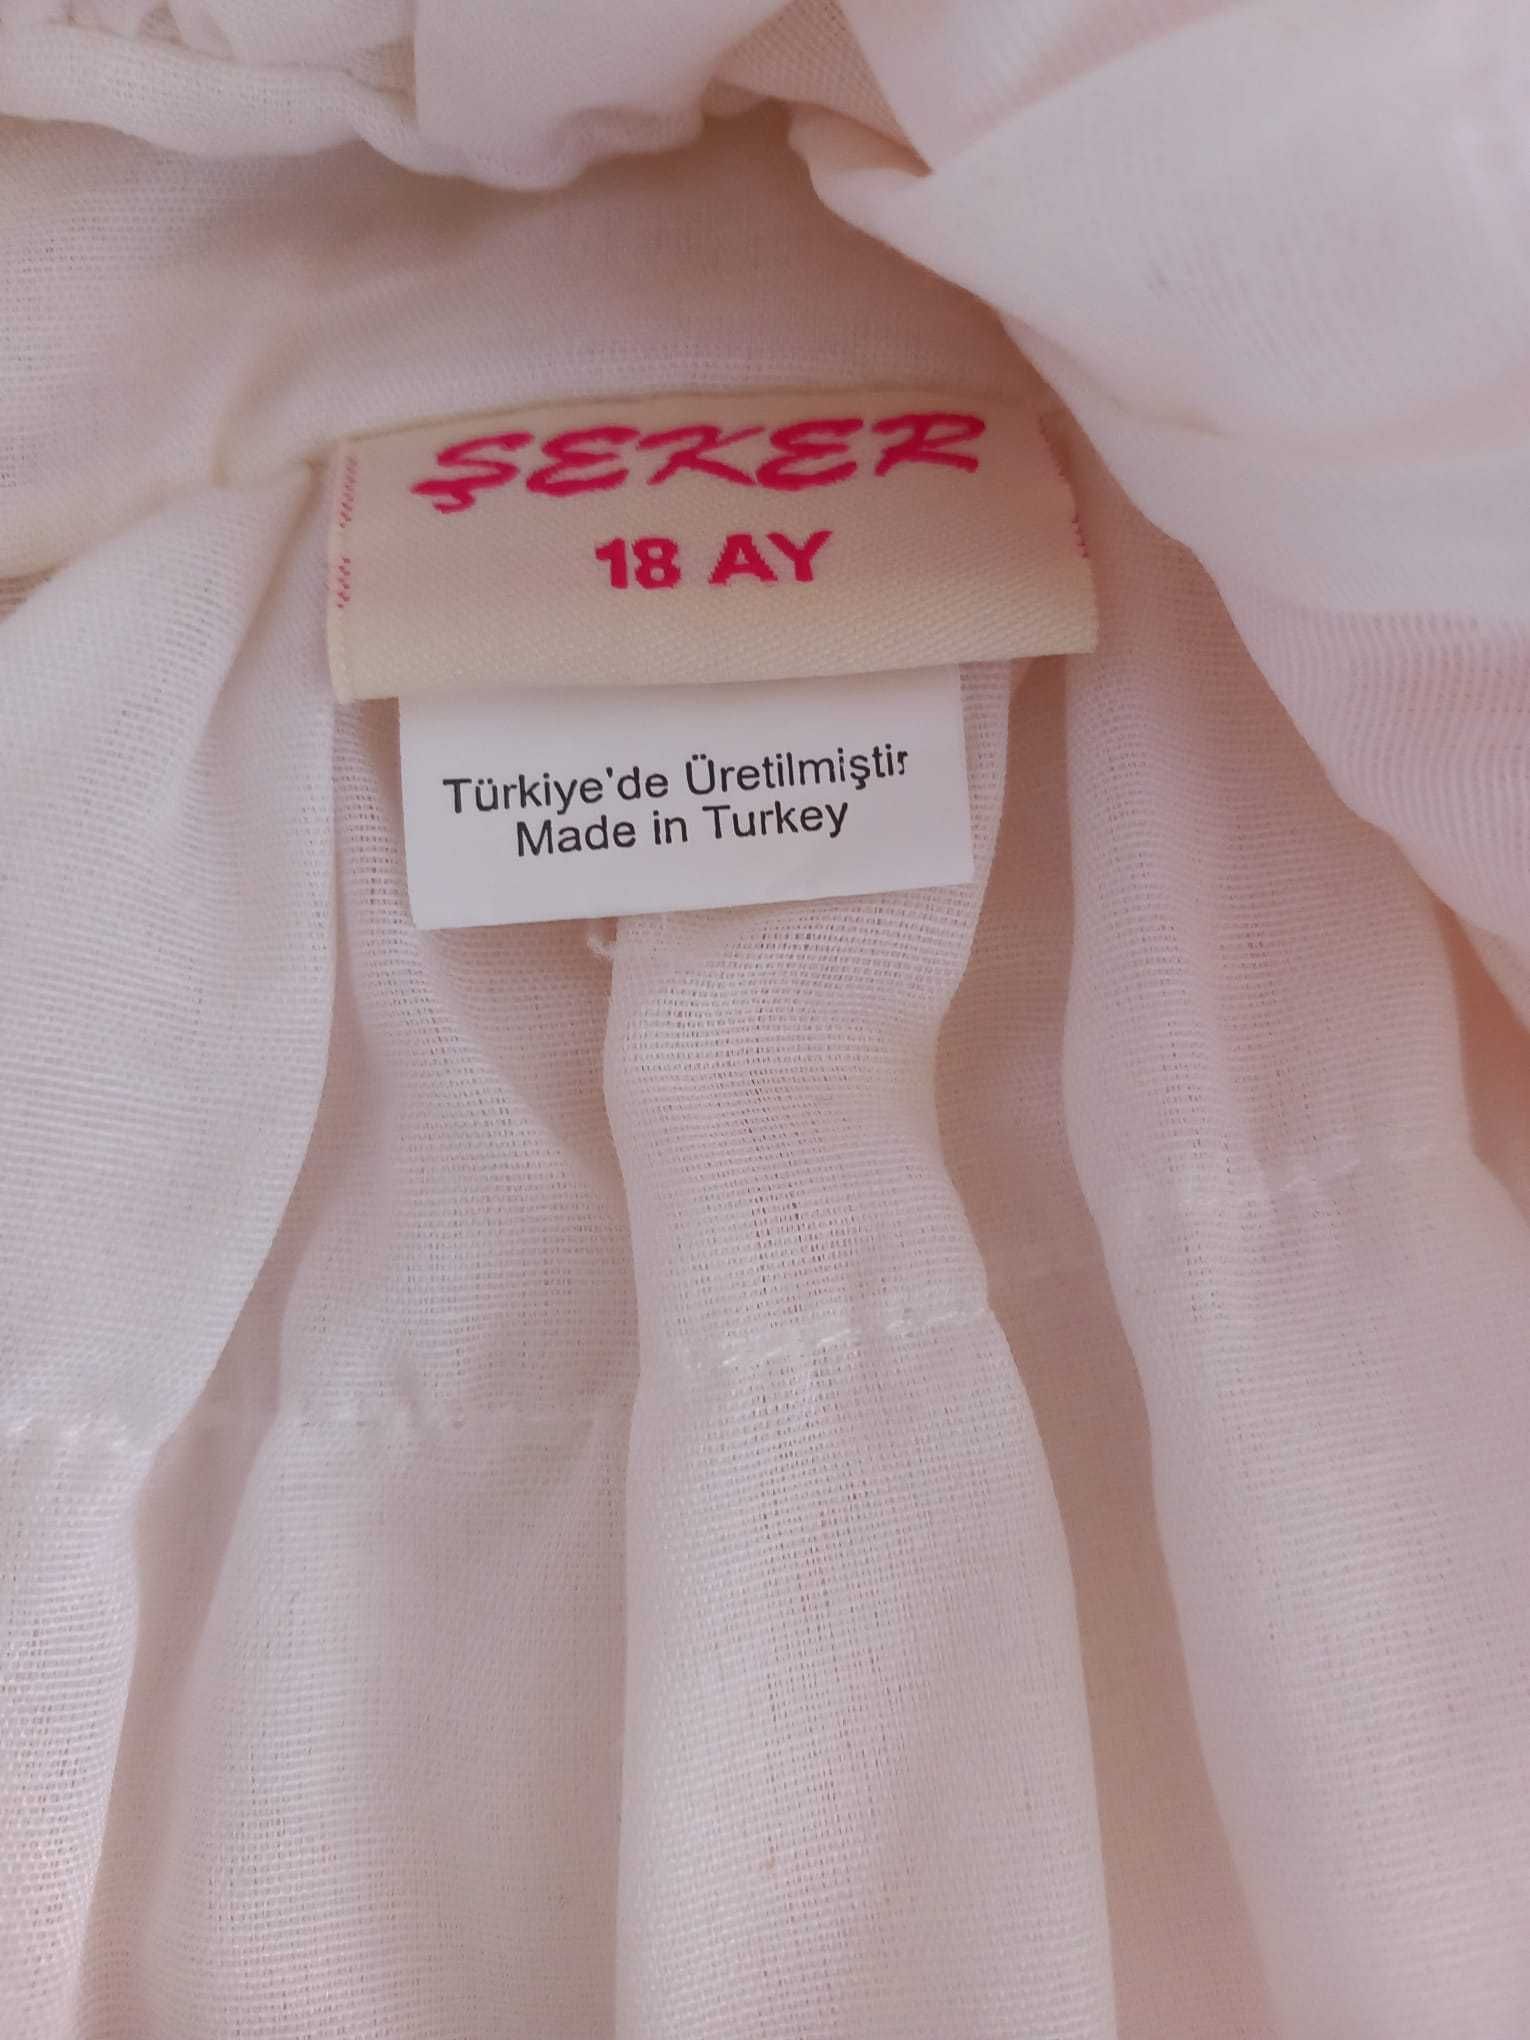 ŞEKER
18 AY
Türkiye'de Üretilmiştir
Made in Turkey